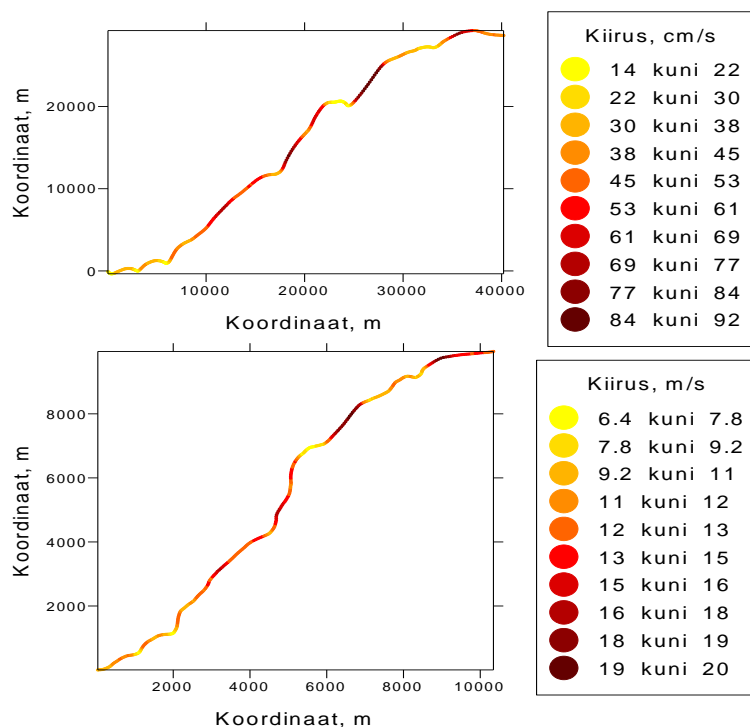 Kiirus, cm/s
14 kuni 22
22 kuni 30
30 kuni 38
38 kuni 45
45 kuni 53
53 kuni 61
61 kuni 69
69 kuni 77
77 kuni 84
84 kuni 92
Koordinaat, m
20000
10000
0
10000 20000 30000 40000
Koordinaat, m
Kiirus, m/s
6.4 kuni 7.8
7.8 kuni 9.2
9.2 kuni 11
11 kuni 12
12 kuni 13
13 kuni 15
15 kuni 16
16 kuni 18
18 kuni 19
19 kuni 20
Koordinaat, m
8000
6000
4000
2000
2000 4000 6000 8000 10000
Koordinaat, m